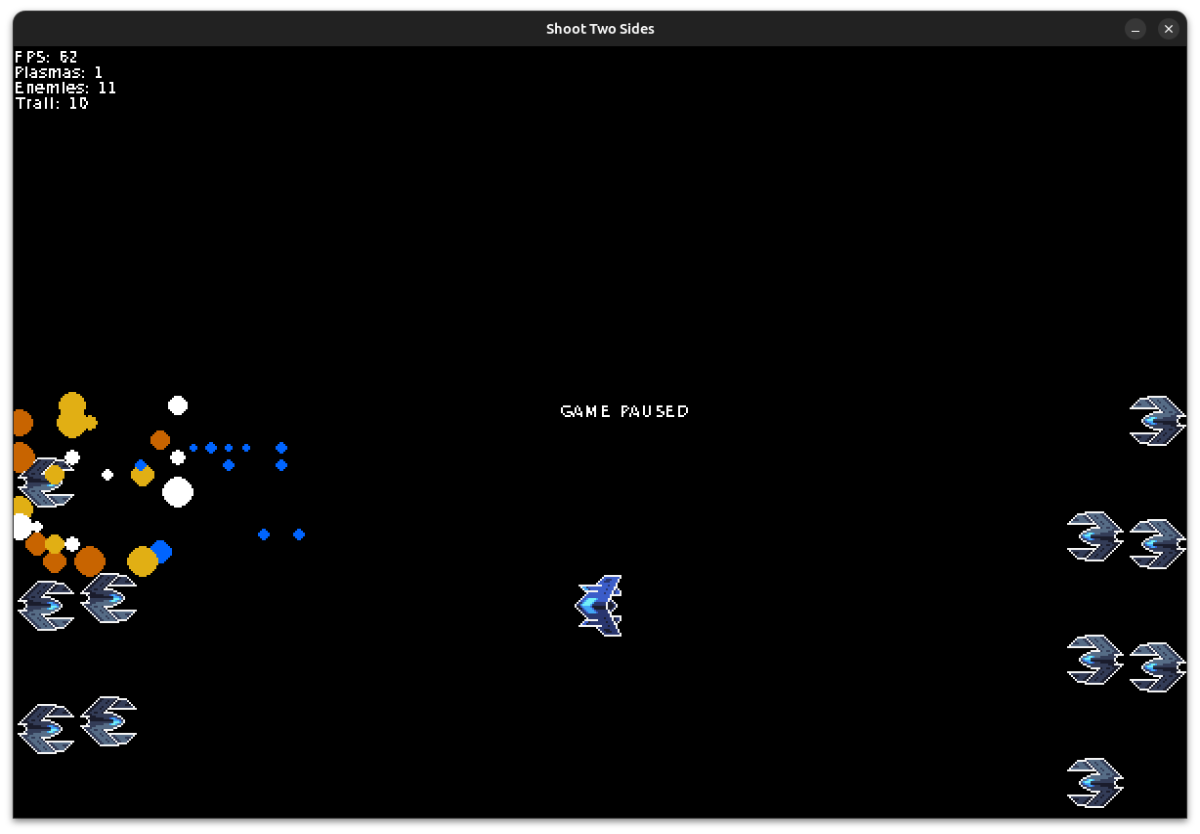 Shoot Two Sides
FPS: 62
Plasmas: 1
Enemies: 11
Trail: 10
GAME PAUSED